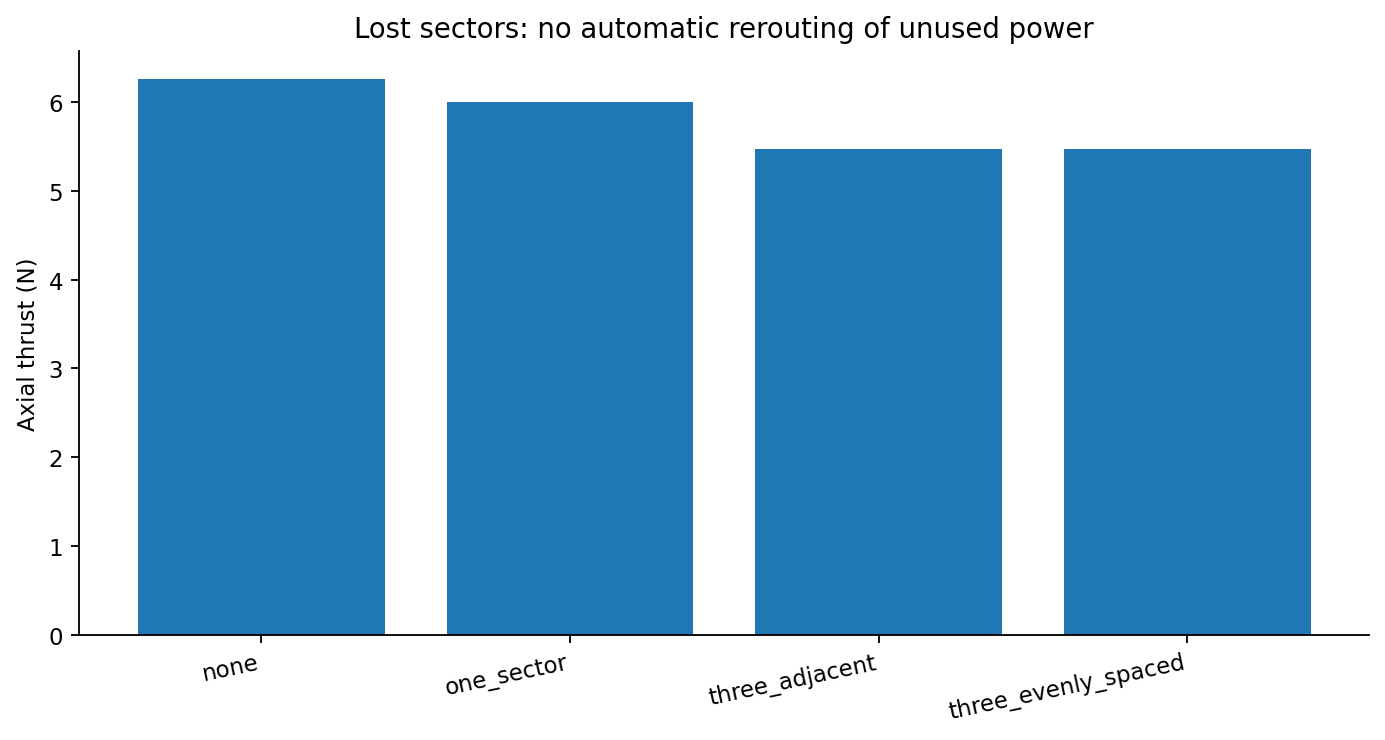 Lost sectors: no automatic rerouting of unused power
Axial thrust (N)
6
5
4
3
2
1
0
none
one_sector
three_adjacent
three_evenly_spaced